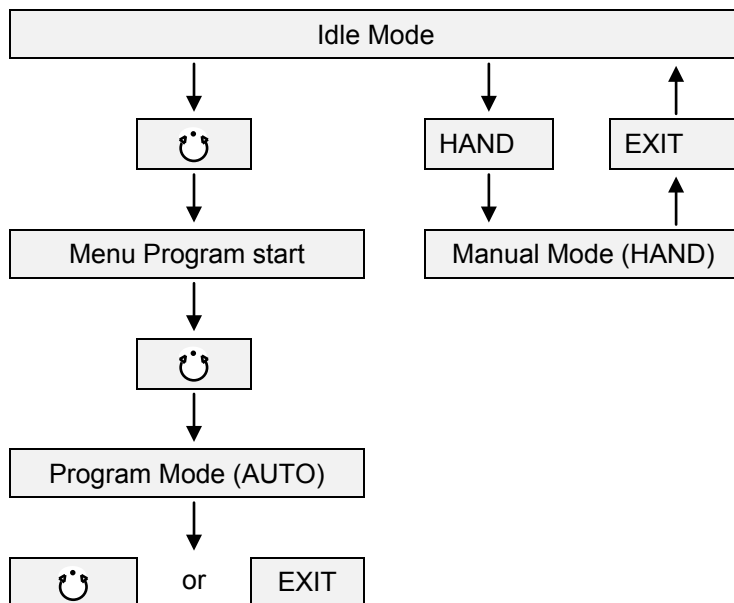 Idle Mode
HAND EXIT
Menu Program start Manual Mode (HAND)
Program Mode (AUTO)
or EXIT